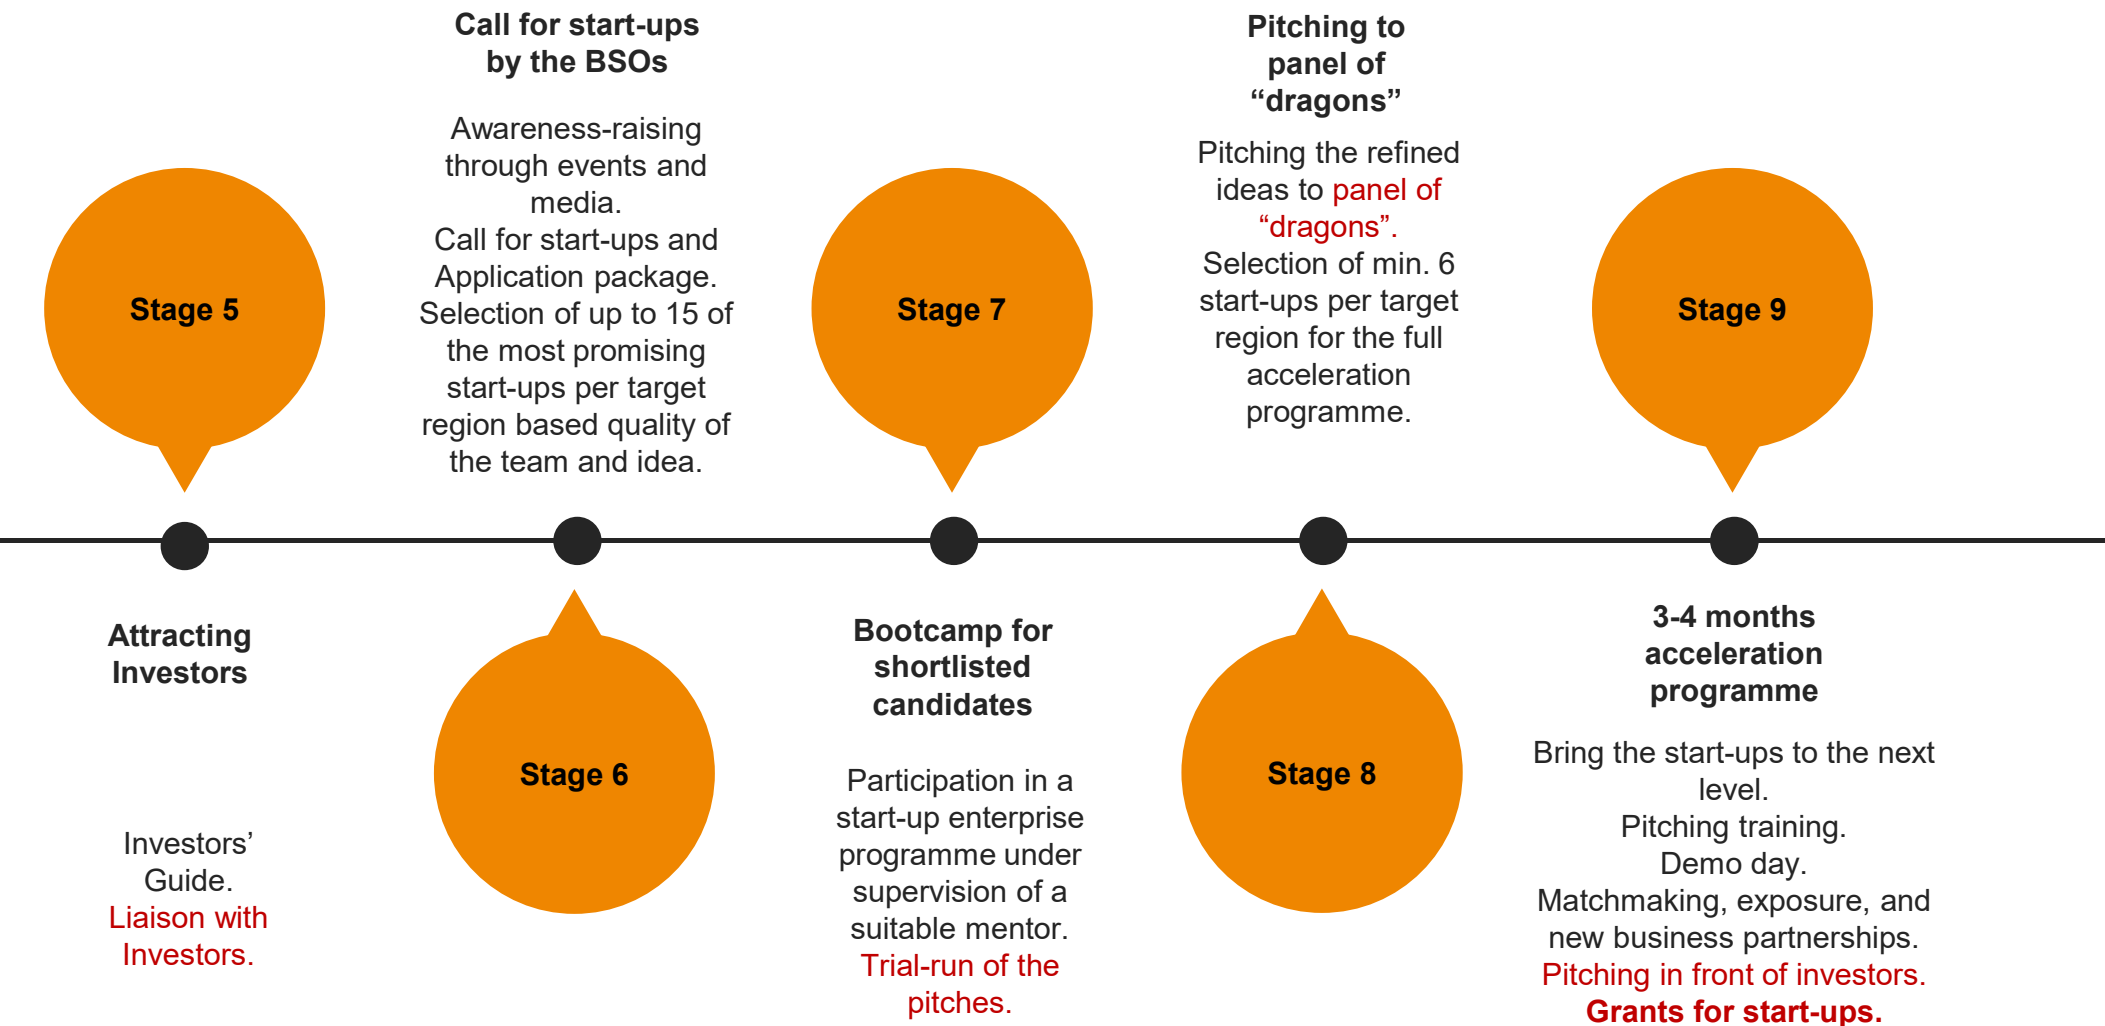 Stage 5
Attracting
Investors
Investors’
Guide.
Liaison with
Investors.
Call for start-ups
by the BSOs
Awareness-raising
through events and
media.
Call for start-ups and
Application package.
Selection of up to 15 of
the most promising
start-ups per target
region based quality of
the team and idea.
Stage 6
Stage 7
Bootcamp for
shortlisted
candidates
Participation in a
start-up enterprise
programme under
supervision of a
suitable mentor.
Trial-run of the
pitches.
Pitching to
panel of
“dragons”
Pitching the refined
ideas to panel of
“dragons”.
Selection of min. 6
start-ups per target
region for the full
acceleration
programme.
Stage 8
Stage 9
3-4 months
acceleration
programme
Bring the start-ups to the next
level.
Pitching training.
Demo day.
Matchmaking, exposure, and
new business partnerships.
Pitching in front of investors.
Grants for start-ups.